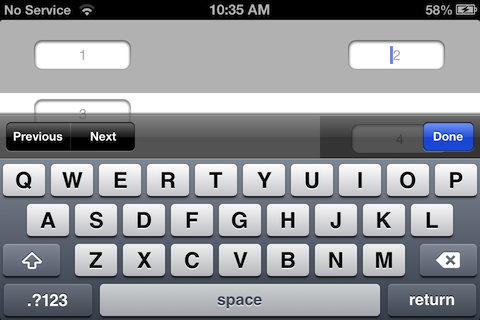 No Service 10:35 AM 58%
1 2
3
Previous Next 4 Done
Q W E R T Y U I O P
A S D F G H J K L
Z X C V B N M
.?123 space return